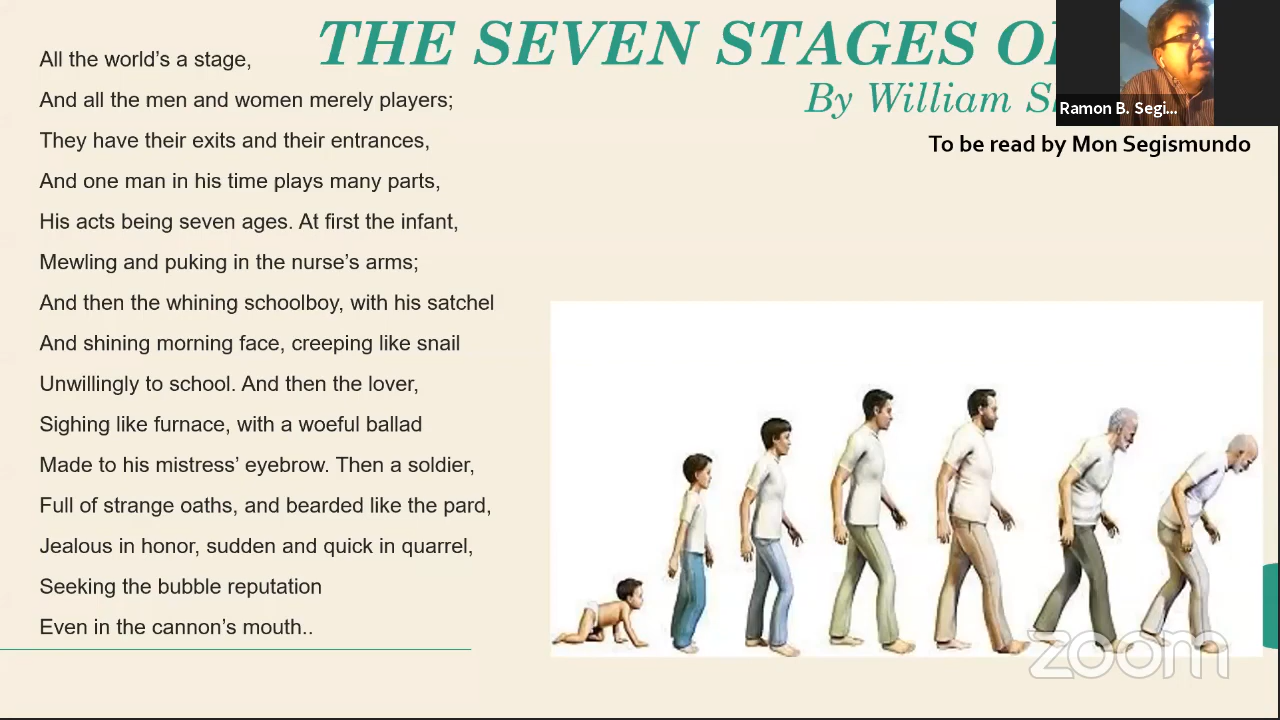 THE SEVEN STAGES
By William
Ramon B. Segi...
To be read by Mon Segismundo
All the world's a stage,
And all the men and women merely players;
They have their exits and their entrances,
And one man in his time plays many parts,
His acts being seven ages. At first the infant,
Mewling and puking in the nurse's arms;
And then the whining schoolboy, with his satchel
And shining morning face, creeping like snail
Unwillingly to school. And then the lover,
Sighing like furnace, with a woeful ballad
Made to his mistress' eyebrow. Then a soldier,
Full of strange oaths, and bearded like the pard,
Jealous in honor, sudden and quick in quarrel,
Seeking the bubble reputation
Even in the cannon's mouth..
zoom